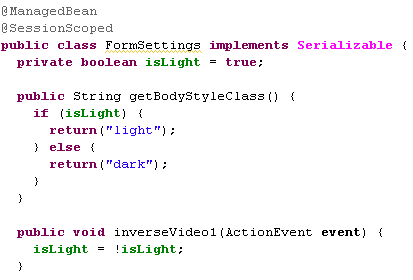 @ManagedBean
@SessionScoped
public class FormSettings implements Serializable {
  private boolean isLight = true;

  public String getBodyStyleClass() {
    if (isLight) {
      return("light");
    } else {
      return("dark");
    }
  }

  public void inverseVideo1(ActionEvent event) {
    isLight = !isLight;
  }